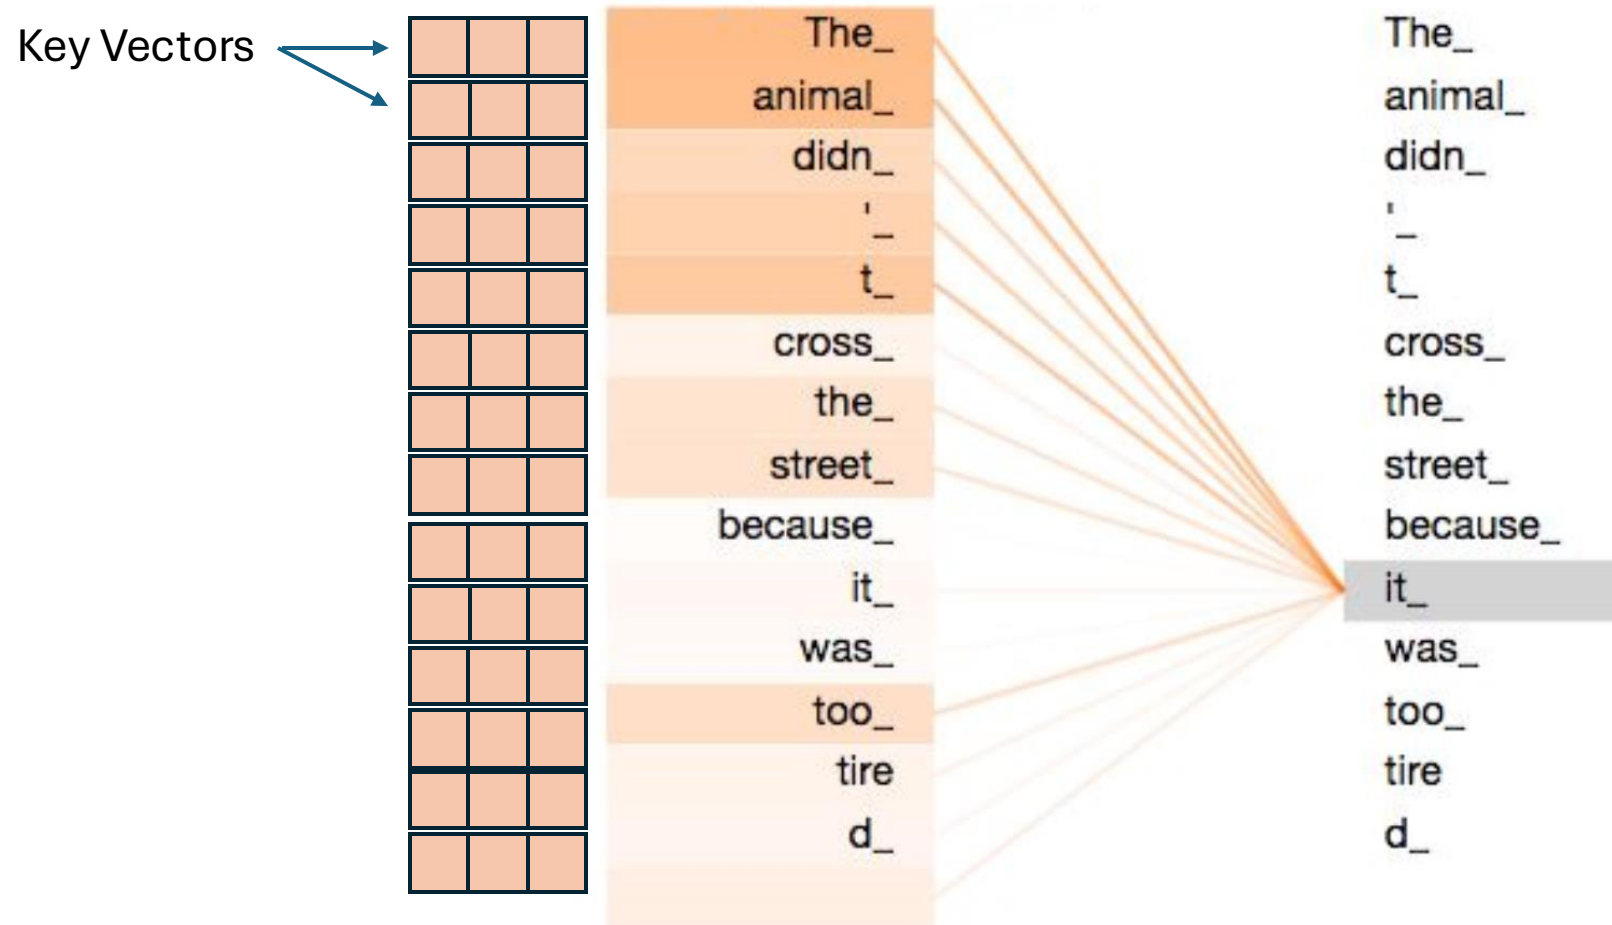 Key Vectors
The_ The_
animal_ animal_
didn_ didn_
'_ '_
t_ t_
cross_ cross_
the_ the_
street_ street_
because_ because_
it_ it_
was_ was_
too_ too_
tire tire
d_ d_